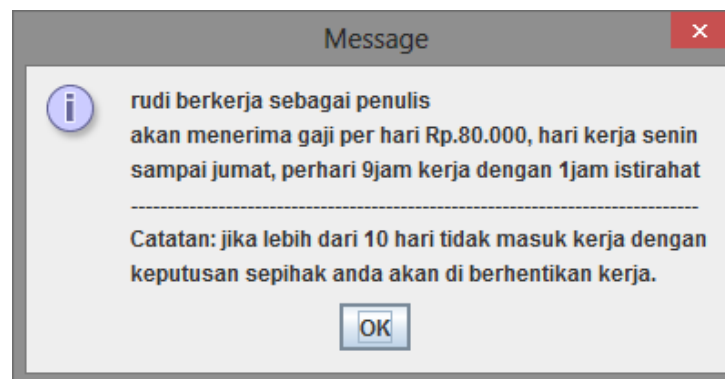 Message
rudi berkerja sebagai penulis
akan menerima gaji per hari Rp.80.000, hari kerja senin
sampai jumat, perhari 9jam kerja dengan 1jam istirahat
--------------------------------------------------------------------------------
Catatan: jika lebih dari 10 hari tidak masuk kerja dengan
keputusan sepihak anda akan di berhentikan kerja.
OK